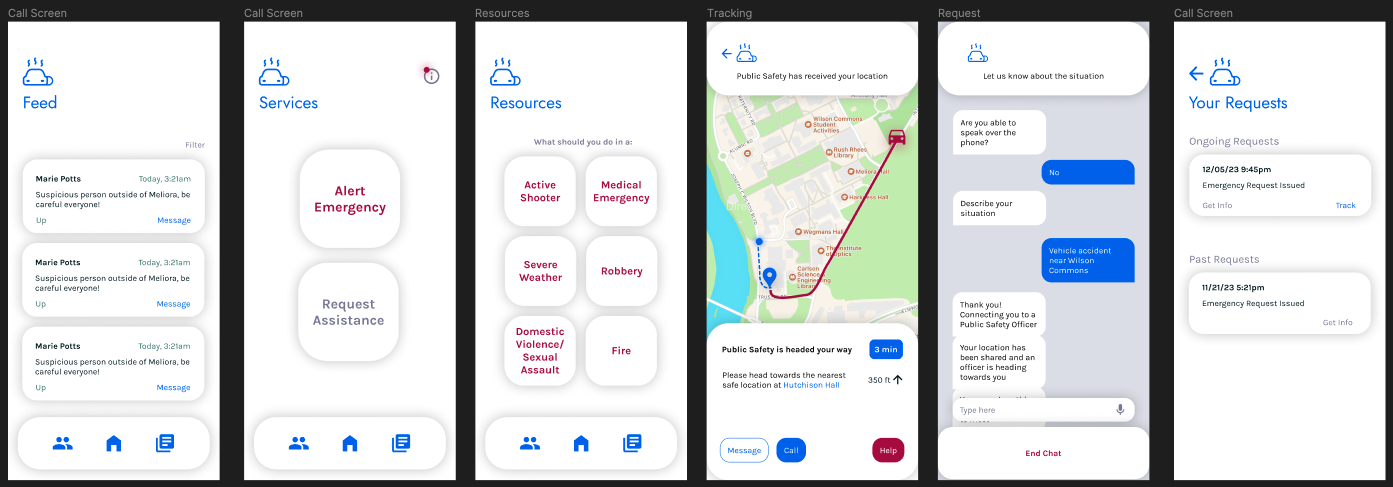 Call Screen
Feed
Filter
Marie Potts
Today, 3:21am
Suspicious person outside of Meliora, be
careful everyone!
Up
Message
Marie Potts
Today, 3:21am
Suspicious person outside of Meliora, be
careful everyone!
Up
Message
Marie Potts
Today, 3:21am
Suspicious person outside of Meliora, be
careful everyone!
Up
Message
Call Screen
Services
Alert
Emergency
Request
Assistance
Resources
Resources
What should you do in a:
Active
Shooter
Medical
Emergency
Severe
Weather
Robbery
Domestic
Violence/
Sexual
Assault
Fire
Tracking
Public Safety has received your location
Wilson Commons
Student
Activities
Rush Rhees
Library
Meliora Hall
Harkness Hall
Wegmans Hall
The Institute
of Optics
Carlson
Science
Engineering
Library
Public Safety is headed your way
3 min
Please head towards the nearest
safe location at Hutchison Hall
350 ft
Message
Call
Help
Request
Let us know about the situation
Are you able to
speak over the
phone?
No
Describe your
situation
Vehicle accident
near Wilson
Commons
Thank you!
Connecting you to a
Public Safety Officer
Your location has
been shared and an
officer is heading
towards you
Type here
End Chat
Call Screen
Your Requests
Ongoing Requests
12/05/23 9:45pm
Emergency Request Issued
Get Info
Track
Past Requests
11/21/23 5:21pm
Emergency Request Issued
Get Info